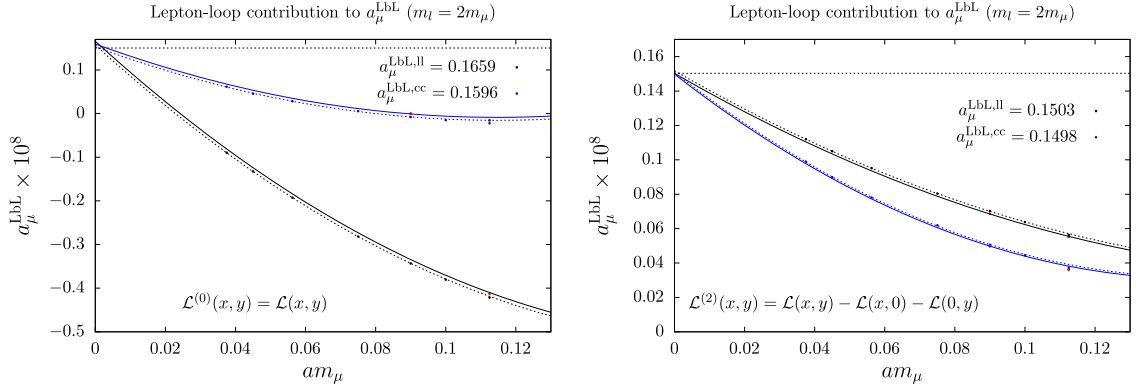 Lepton-loop contribution to a_μ^LbL (m_l = 2m_μ)
a_μ^LbL,ll = 0.1659
a_μ^LbL,cc = 0.1596
0.1
0
−0.1
−0.2
−0.3
−0.4
−0.5
a_μ^LbL × 10^8
ℒ^(0)(x, y) = ℒ(x, y)
0 0.02 0.04 0.06 0.08 0.1 0.12
am_μ
Lepton-loop contribution to a_μ^LbL (m_l = 2m_μ)
a_μ^LbL,ll = 0.1503
a_μ^LbL,cc = 0.1498
0.16
0.14
0.12
0.1
0.08
0.06
0.04
0.02
0
a_μ^LbL × 10^8
ℒ^(2)(x, y) = ℒ(x, y) − ℒ(x, 0) − ℒ(0, y)
0 0.02 0.04 0.06 0.08 0.1 0.12
am_μ